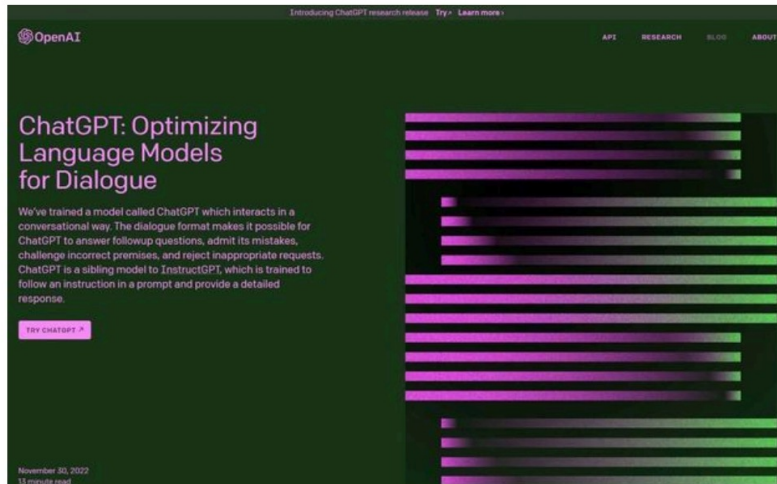 Introducing ChatGPT research release Try↗ Learn more›
OpenAI
API RESEARCH BLOG ABOUT
ChatGPT: Optimizing
Language Models
for Dialogue
We've trained a model called ChatGPT which interacts in a
conversational way. The dialogue format makes it possible for
ChatGPT to answer followup questions, admit its mistakes,
challenge incorrect premises, and reject inappropriate requests.
ChatGPT is a sibling model to InstructGPT, which is trained to
follow an instruction in a prompt and provide a detailed
response.
TRY CHATGPT ↗
November 30, 2022
13 minute read